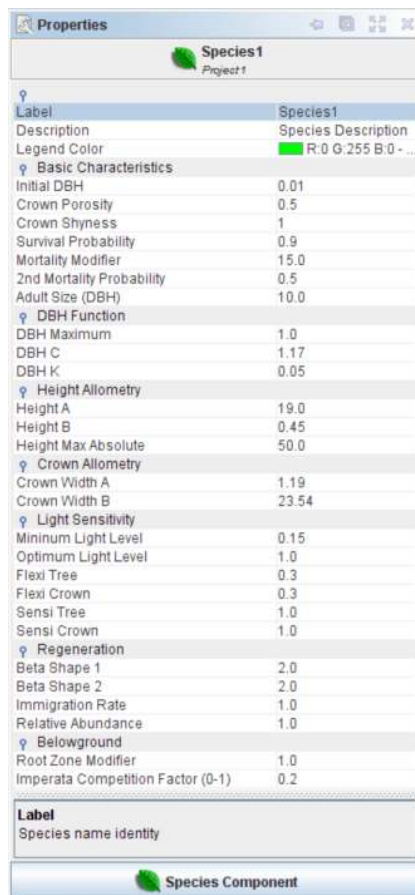 Properties
Species1
Project1
Label Species1
Description Species Description
Legend Color R:0 G:255 B:0 - ...
Basic Characteristics
Initial DBH 0.01
Crown Porosity 0.5
Crown Shyness 1
Survival Probability 0.9
Mortality Modifier 15.0
2nd Mortality Probability 0.5
Adult Size (DBH) 10.0
DBH Function
DBH Maximum 1.0
DBH C 1.17
DBH K 0.05
Height Allometry
Height A 19.0
Height B 0.45
Height Max Absolute 50.0
Crown Allometry
Crown Width A 1.19
Crown Width B 23.54
Light Sensitivity
Mininum Light Level 0.15
Optimum Light Level 1.0
Flexi Tree 0.3
Flexi Crown 0.3
Sensi Tree 1.0
Sensi Crown 1.0
Regeneration
Beta Shape 1 2.0
Beta Shape 2 2.0
Immigration Rate 1.0
Relative Abundance 1.0
Belowground
Root Zone Modifier 1.0
Imperata Competition Factor (0-1) 0.2
Label
Species name identity
Species Component